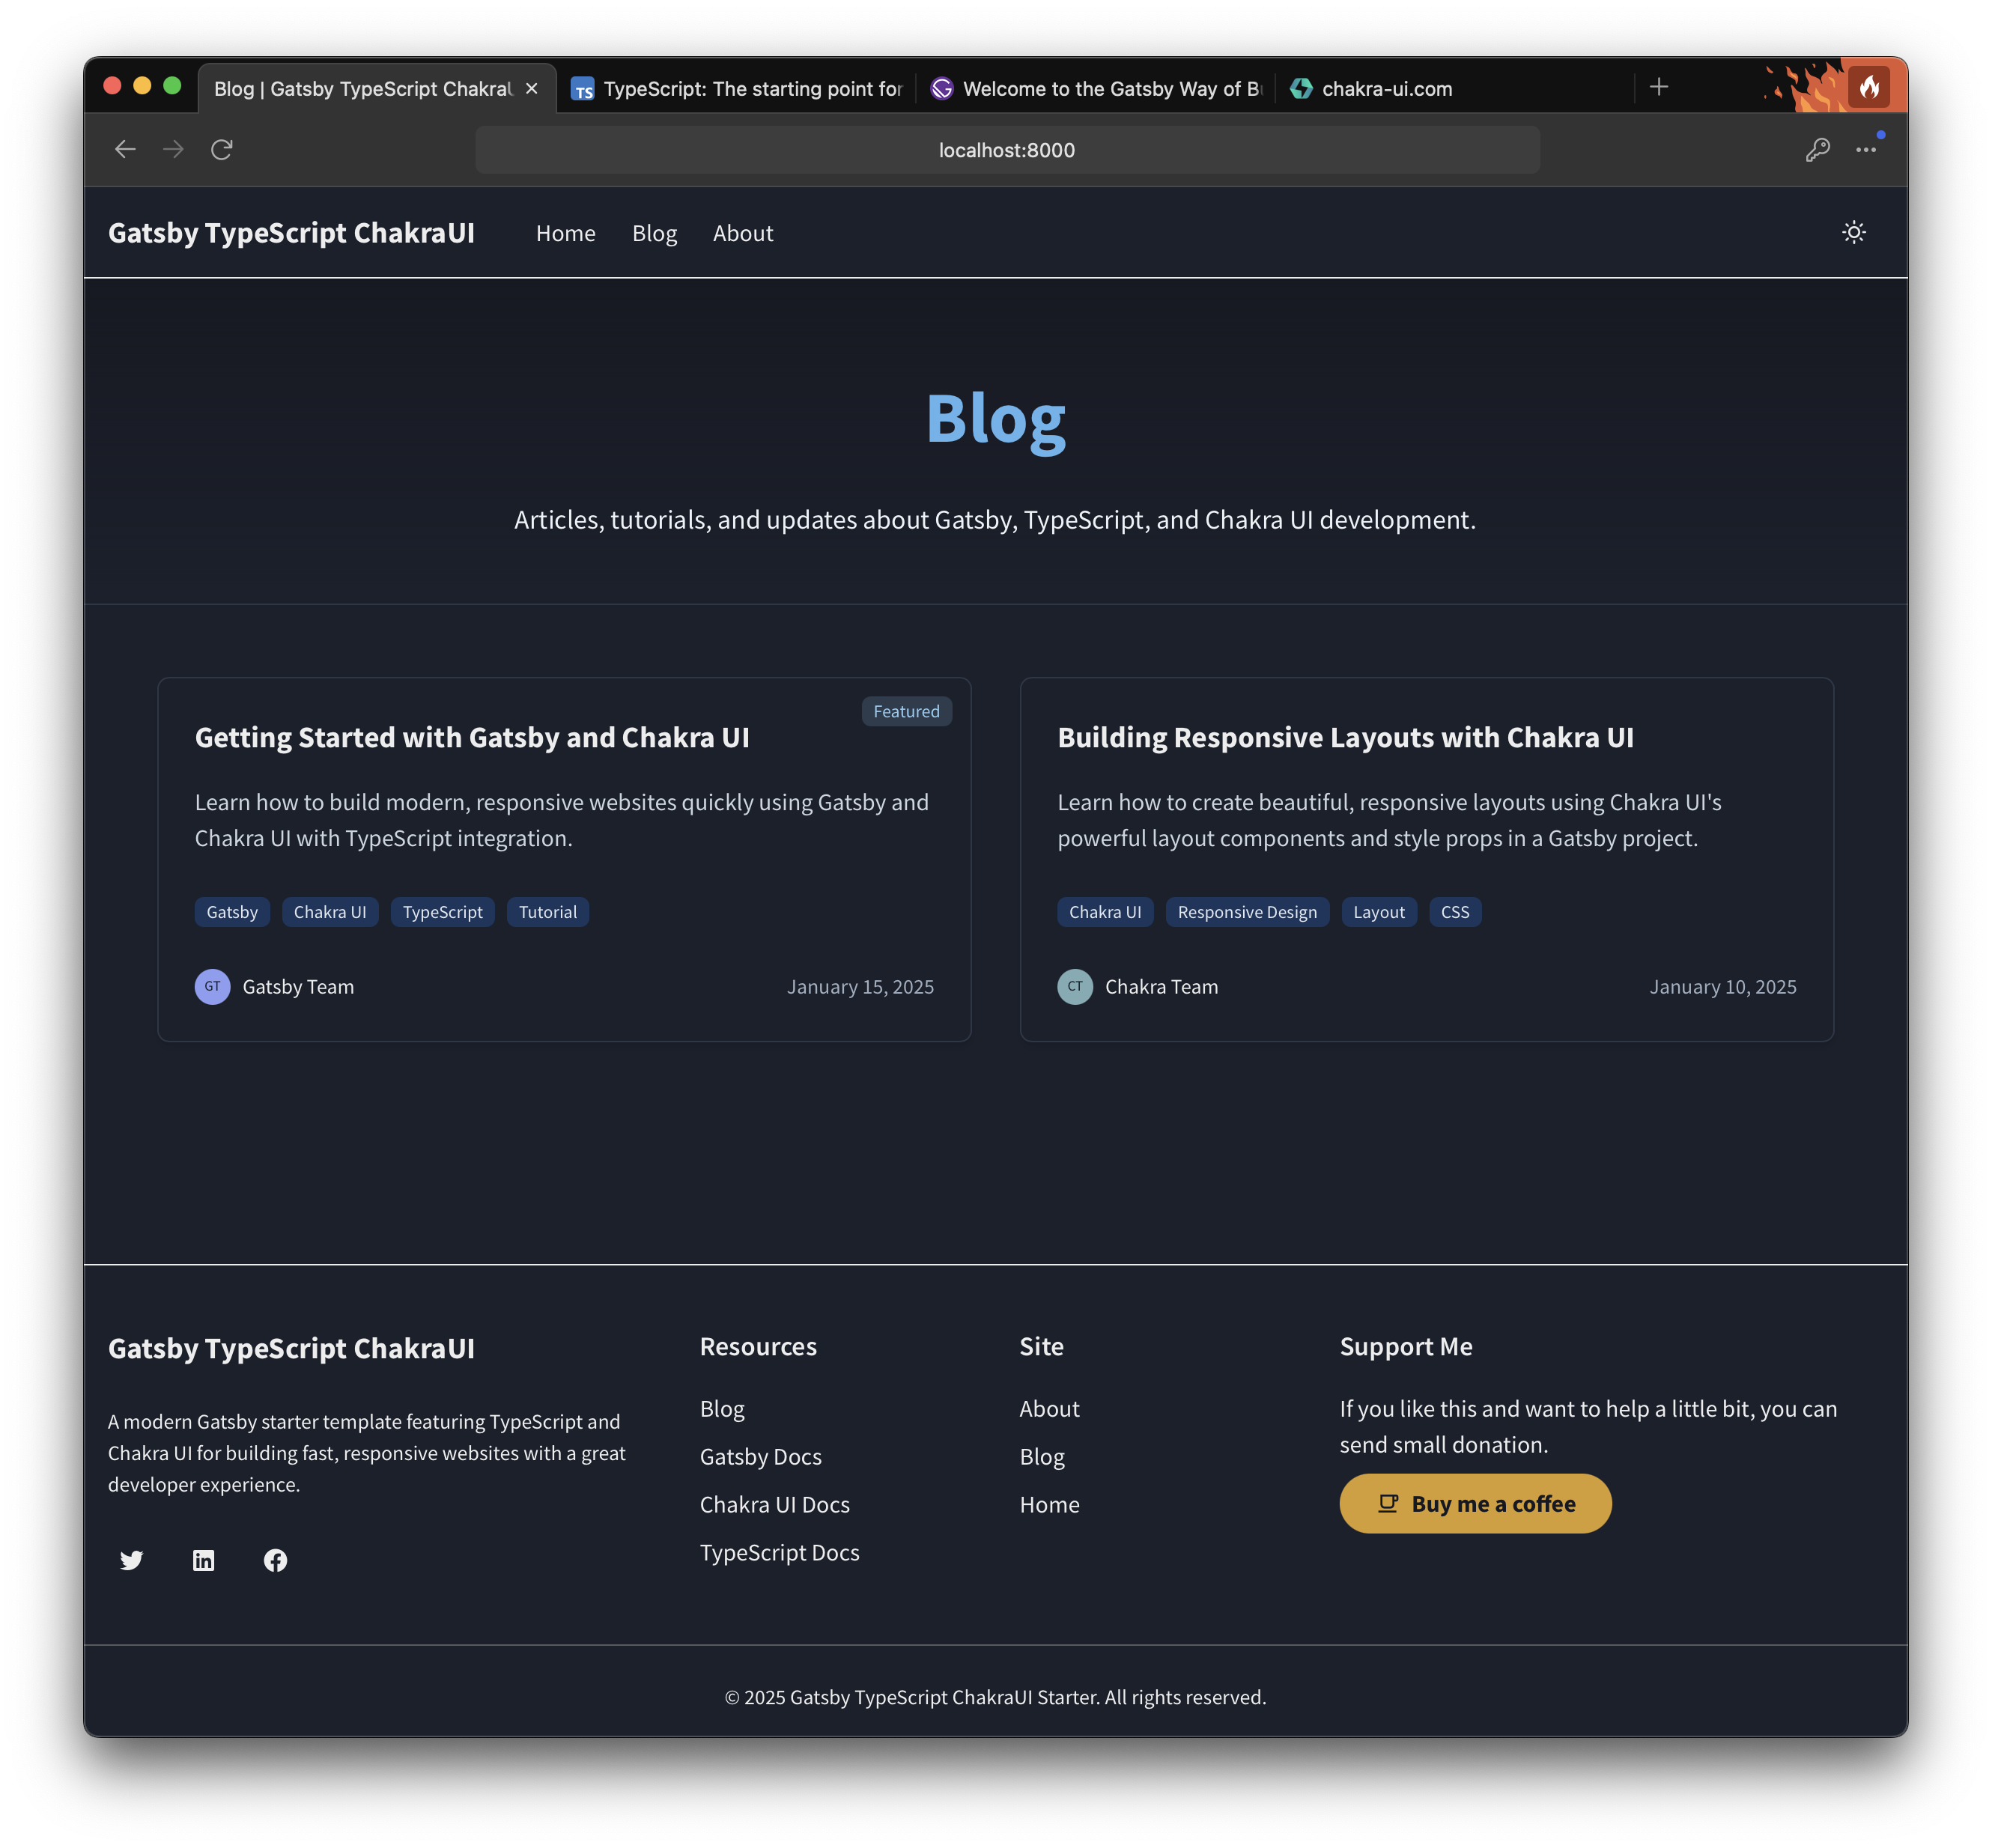 Blog | Gatsby TypeScript Chakra
TS TypeScript: The starting point for
Welcome to the Gatsby Way of B
chakra-ui.com
localhost:8000
Gatsby TypeScript ChakraUI Home Blog About
Blog
Articles, tutorials, and updates about Gatsby, TypeScript, and Chakra UI development.
Featured
Getting Started with Gatsby and Chakra UI
Learn how to build modern, responsive websites quickly using Gatsby and
Chakra UI with TypeScript integration.
Gatsby Chakra UI TypeScript Tutorial
GT Gatsby Team January 15, 2025
Building Responsive Layouts with Chakra UI
Learn how to create beautiful, responsive layouts using Chakra UI's
powerful layout components and style props in a Gatsby project.
Chakra UI Responsive Design Layout CSS
CT Chakra Team January 10, 2025
Gatsby TypeScript ChakraUI
A modern Gatsby starter template featuring TypeScript and
Chakra UI for building fast, responsive websites with a great
developer experience.
in
Resources
Blog
Gatsby Docs
Chakra UI Docs
TypeScript Docs
Site
About
Blog
Home
Support Me
If you like this and want to help a little bit, you can
send small donation.
Buy me a coffee
© 2025 Gatsby TypeScript ChakraUI Starter. All rights reserved.